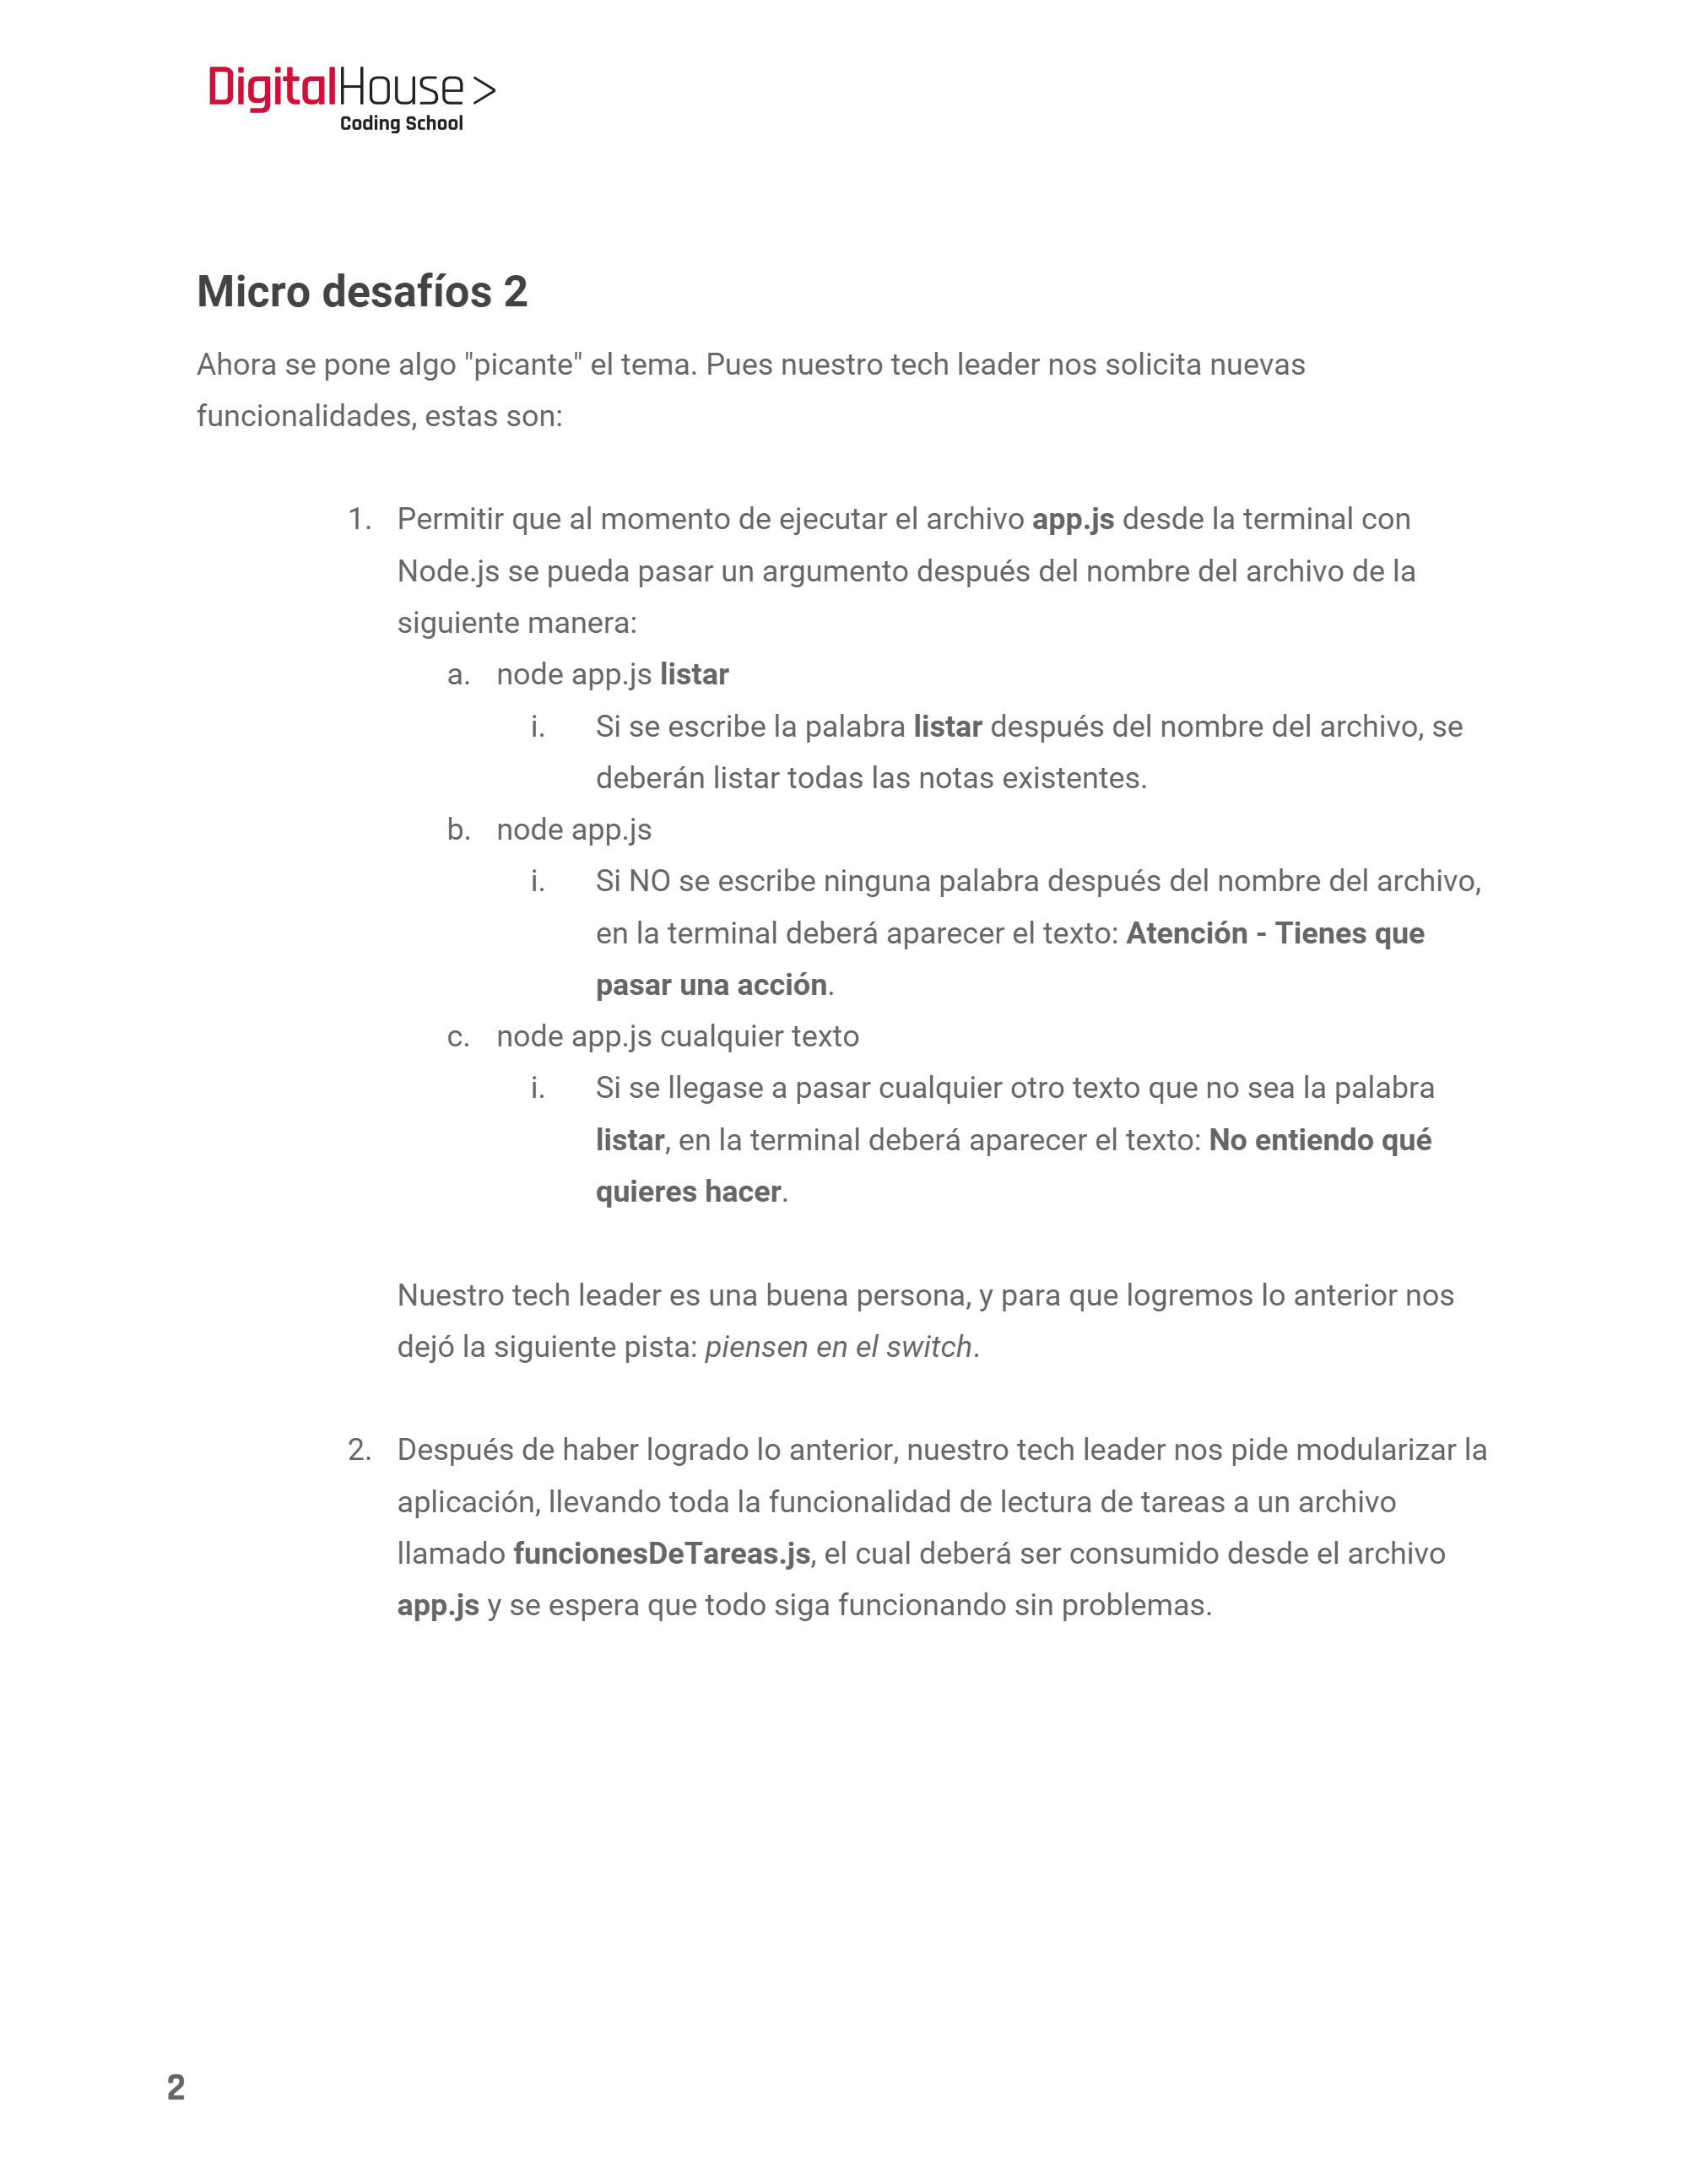 DigitalHouse >
Coding School
Micro desafíos 2
Ahora se pone algo "picante" el tema. Pues nuestro tech leader nos solicita nuevas
funcionalidades, estas son:
1. Permitir que al momento de ejecutar el archivo app.js desde la terminal con
Node.js se pueda pasar un argumento después del nombre del archivo de la
siguiente manera:
a. node app.js listar
i. Si se escribe la palabra listar después del nombre del archivo, se
deberán listar todas las notas existentes.
b. node app.js
i. Si NO se escribe ninguna palabra después del nombre del archivo,
en la terminal deberá aparecer el texto: Atención - Tienes que
pasar una acción.
c. node app.js cualquier texto
i. Si se llegase a pasar cualquier otro texto que no sea la palabra
listar, en la terminal deberá aparecer el texto: No entiendo qué
quieres hacer.
Nuestro tech leader es una buena persona, y para que logremos lo anterior nos
dejó la siguiente pista: piensen en el switch.
2. Después de haber logrado lo anterior, nuestro tech leader nos pide modularizar la
aplicación, llevando toda la funcionalidad de lectura de tareas a un archivo
llamado funcionesDeTareas.js, el cual deberá ser consumido desde el archivo
app.js y se espera que todo siga funcionando sin problemas.
2